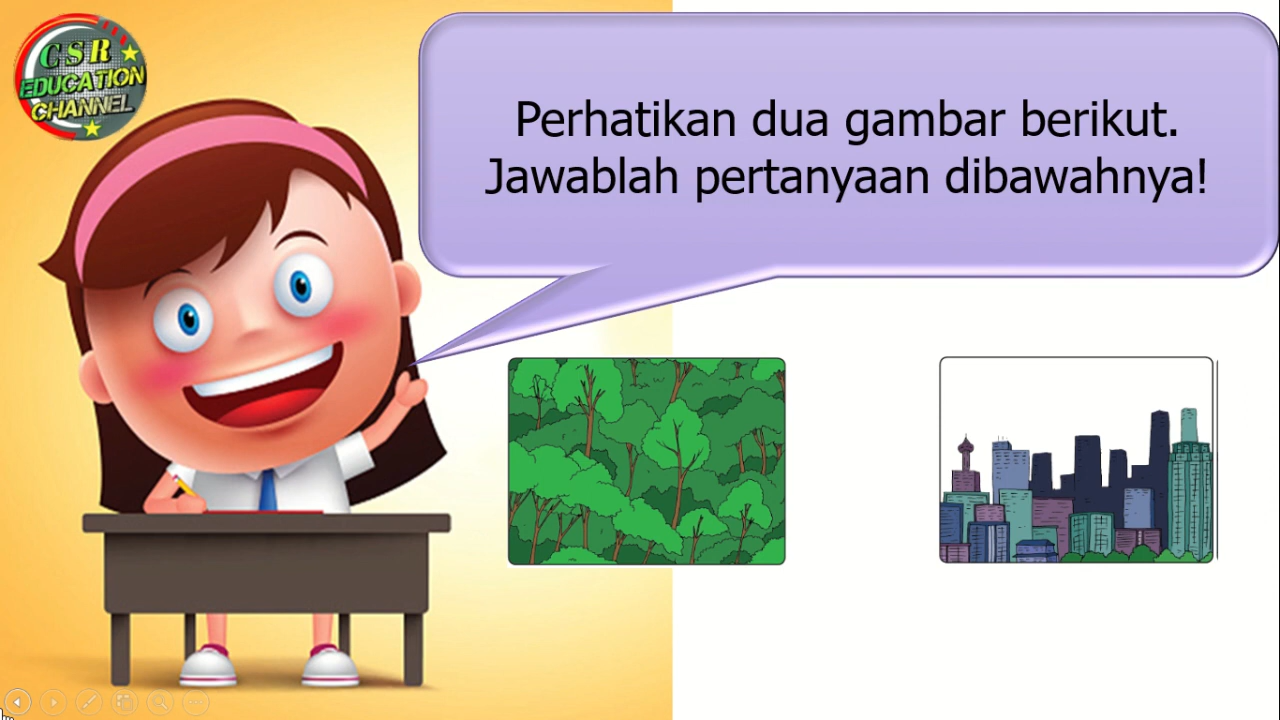 CSR
EDUCATION
CHANNEL
Perhatikan dua gambar berikut.
Jawablah pertanyaan dibawahnya!